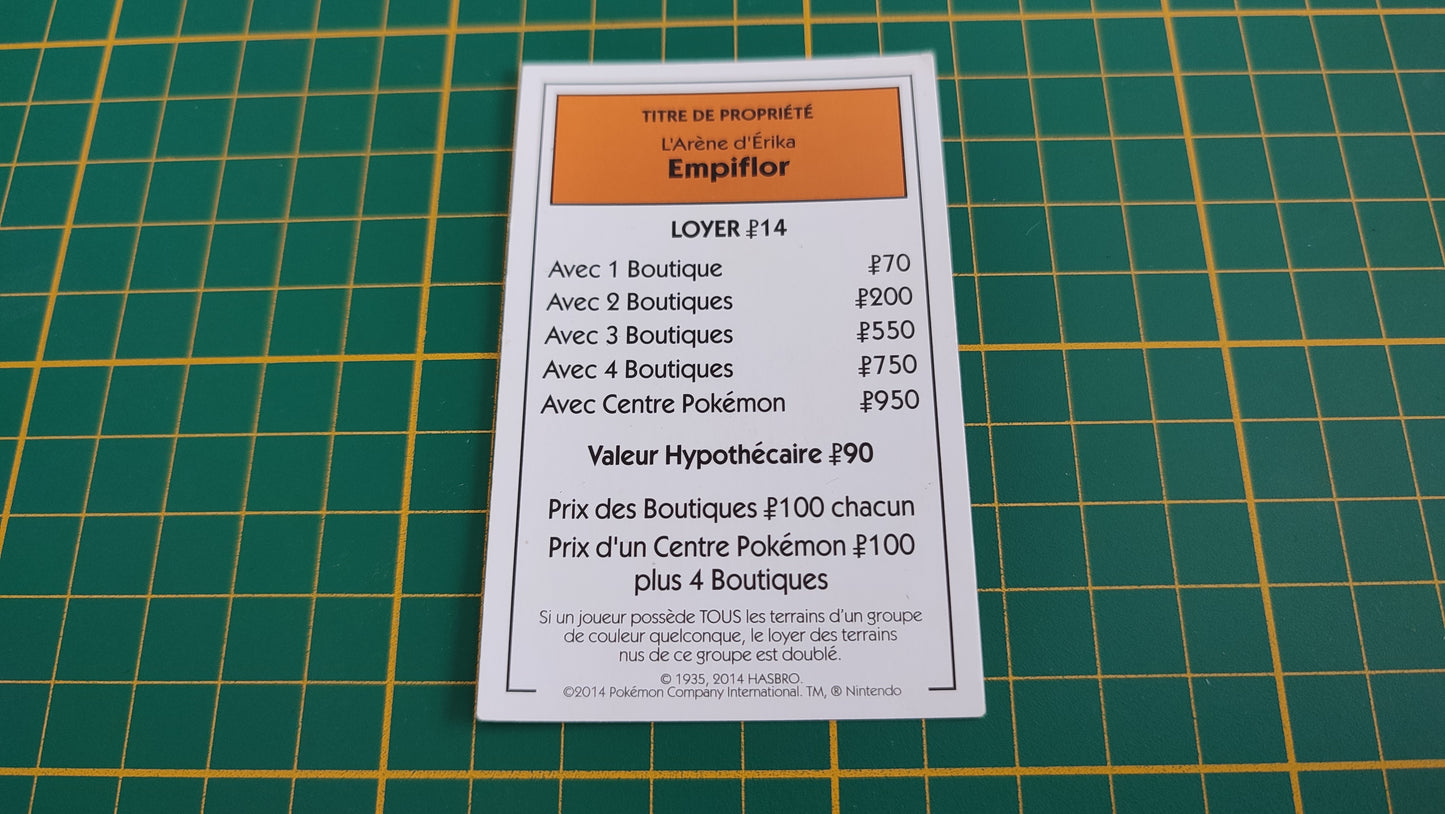 TITRE DE PROPRIÉTÉ
L'Arène d'Érika
Empiflor
LOYER ₽14
Avec 1 Boutique ₽70
Avec 2 Boutiques ₽200
Avec 3 Boutiques ₽550
Avec 4 Boutiques ₽750
Avec Centre Pokémon ₽950
Valeur Hypothécaire ₽90
Prix des Boutiques ₽100 chacun
Prix d'un Centre Pokémon ₽100
plus 4 Boutiques
Si un joueur possède TOUS les terrains d'un groupe
de couleur quelconque, le loyer des terrains
nus de ce groupe est doublé.
© 1935, 2014 HASBRO.
©2014 Pokémon Company International. TM, ® Nintendo